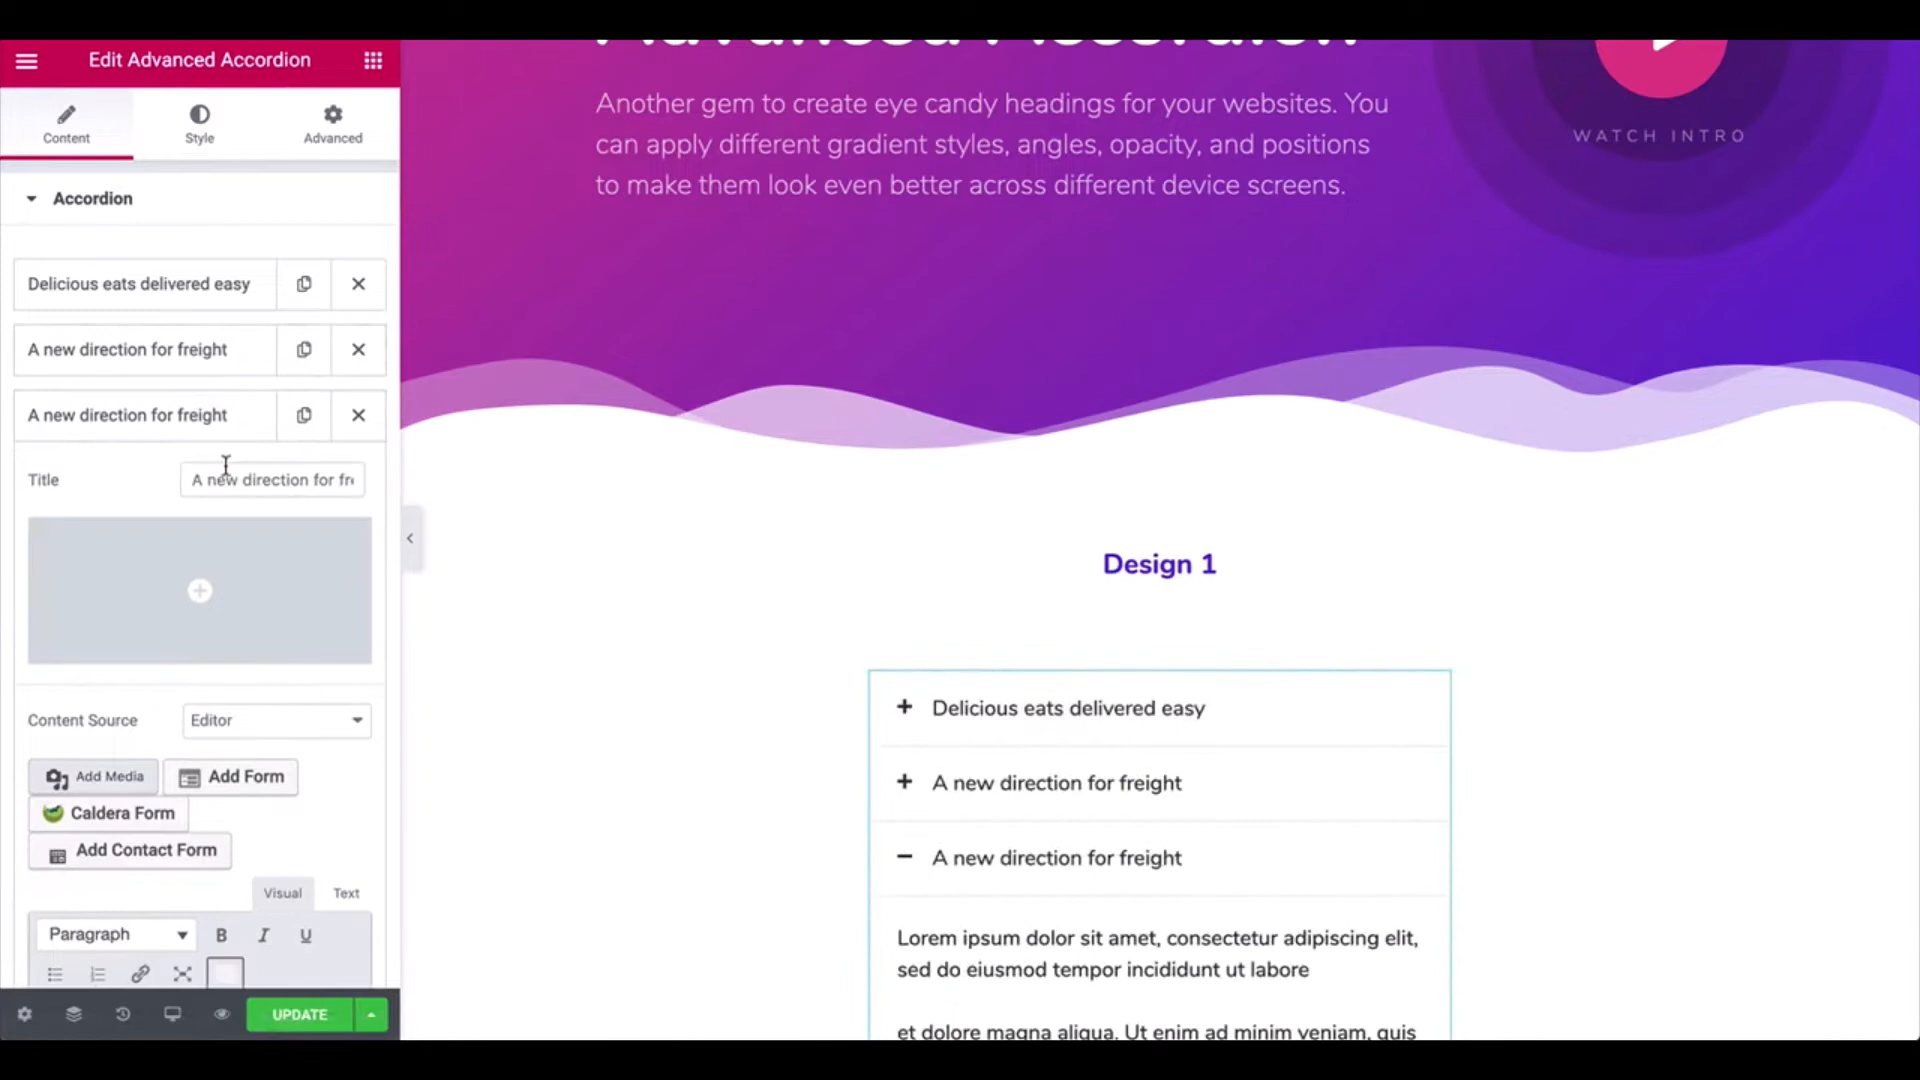 Edit Advanced Accordion
Content
Style
Advanced
Accordion
Delicious eats delivered easy
A new direction for freight
A new direction for freight
Title
A new direction for fr
Content Source
Editor
Add Media
Add Form
Caldera Form
Add Contact Form
Visual
Text
Paragraph
B
I
U
UPDATE
Advanced Accordion
Another gem to create eye candy headings for your websites. You
can apply different gradient styles, angles, opacity, and positions
to make them look even better across different device screens.
WATCH INTRO
Design 1
+ Delicious eats delivered easy
+ A new direction for freight
− A new direction for freight
Lorem ipsum dolor sit amet, consectetur adipiscing elit,
sed do eiusmod tempor incididunt ut labore
et dolore magna aliqua. Ut enim ad minim veniam, quis